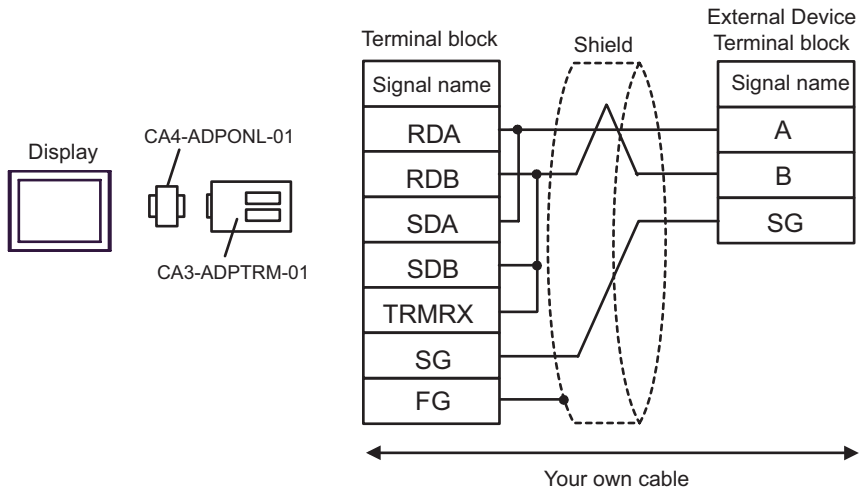 Display
CA4-ADPONL-01
CA3-ADPTRM-01
Terminal block
Signal name
RDA
RDB
SDA
SDB
TRMRX
SG
FG
Shield
External Device
Terminal block
Signal name
A
B
SG
Your own cable